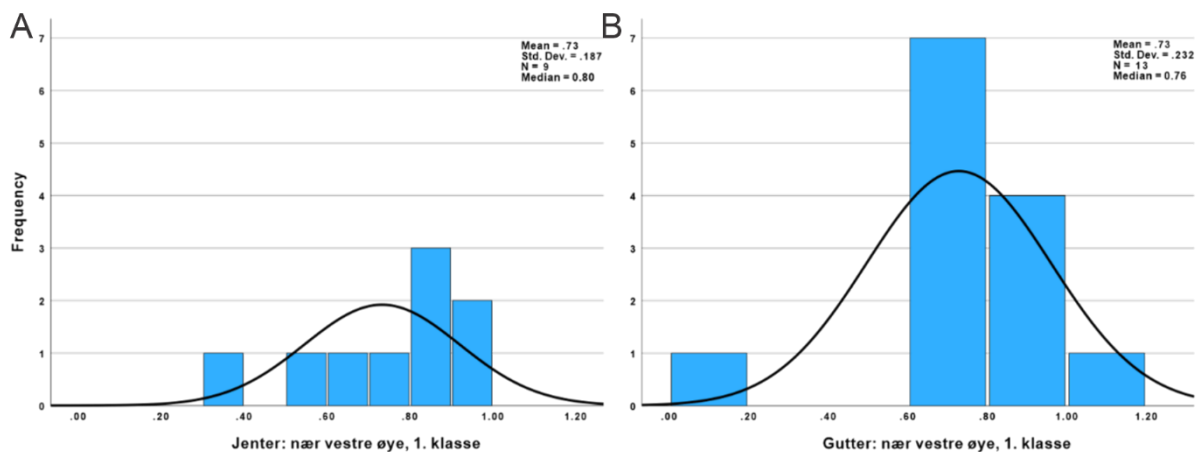 A
Mean = .73
Std. Dev. = .187
N = 9
Median = 0.80
7
6
5
4
3
2
1
0
Frequency
.00 .20 .40 .60 .80 1.00 1.20
Jenter: nær vestre øye, 1. klasse
B
Mean = .73
Std. Dev. = .232
N = 13
Median = 0.76
7
6
5
4
3
2
1
0
.00 .20 .40 .60 .80 1.00 1.20
Gutter: nær vestre øye, 1. klasse